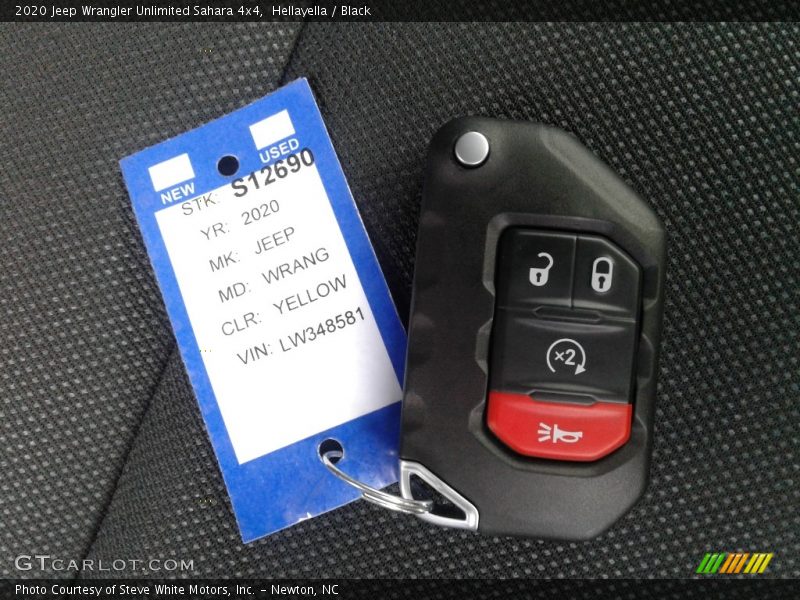 2020 Jeep Wrangler Unlimited Sahara 4x4,  Hellayella / Black
NEW
USED
STK: S12690
YR: 2020
MK: JEEP
MD: WRANG
CLR: YELLOW
VIN: LW348581
×2
GTCARLOT.COM
Photo Courtesy of Steve White Motors, Inc. – Newton, NC